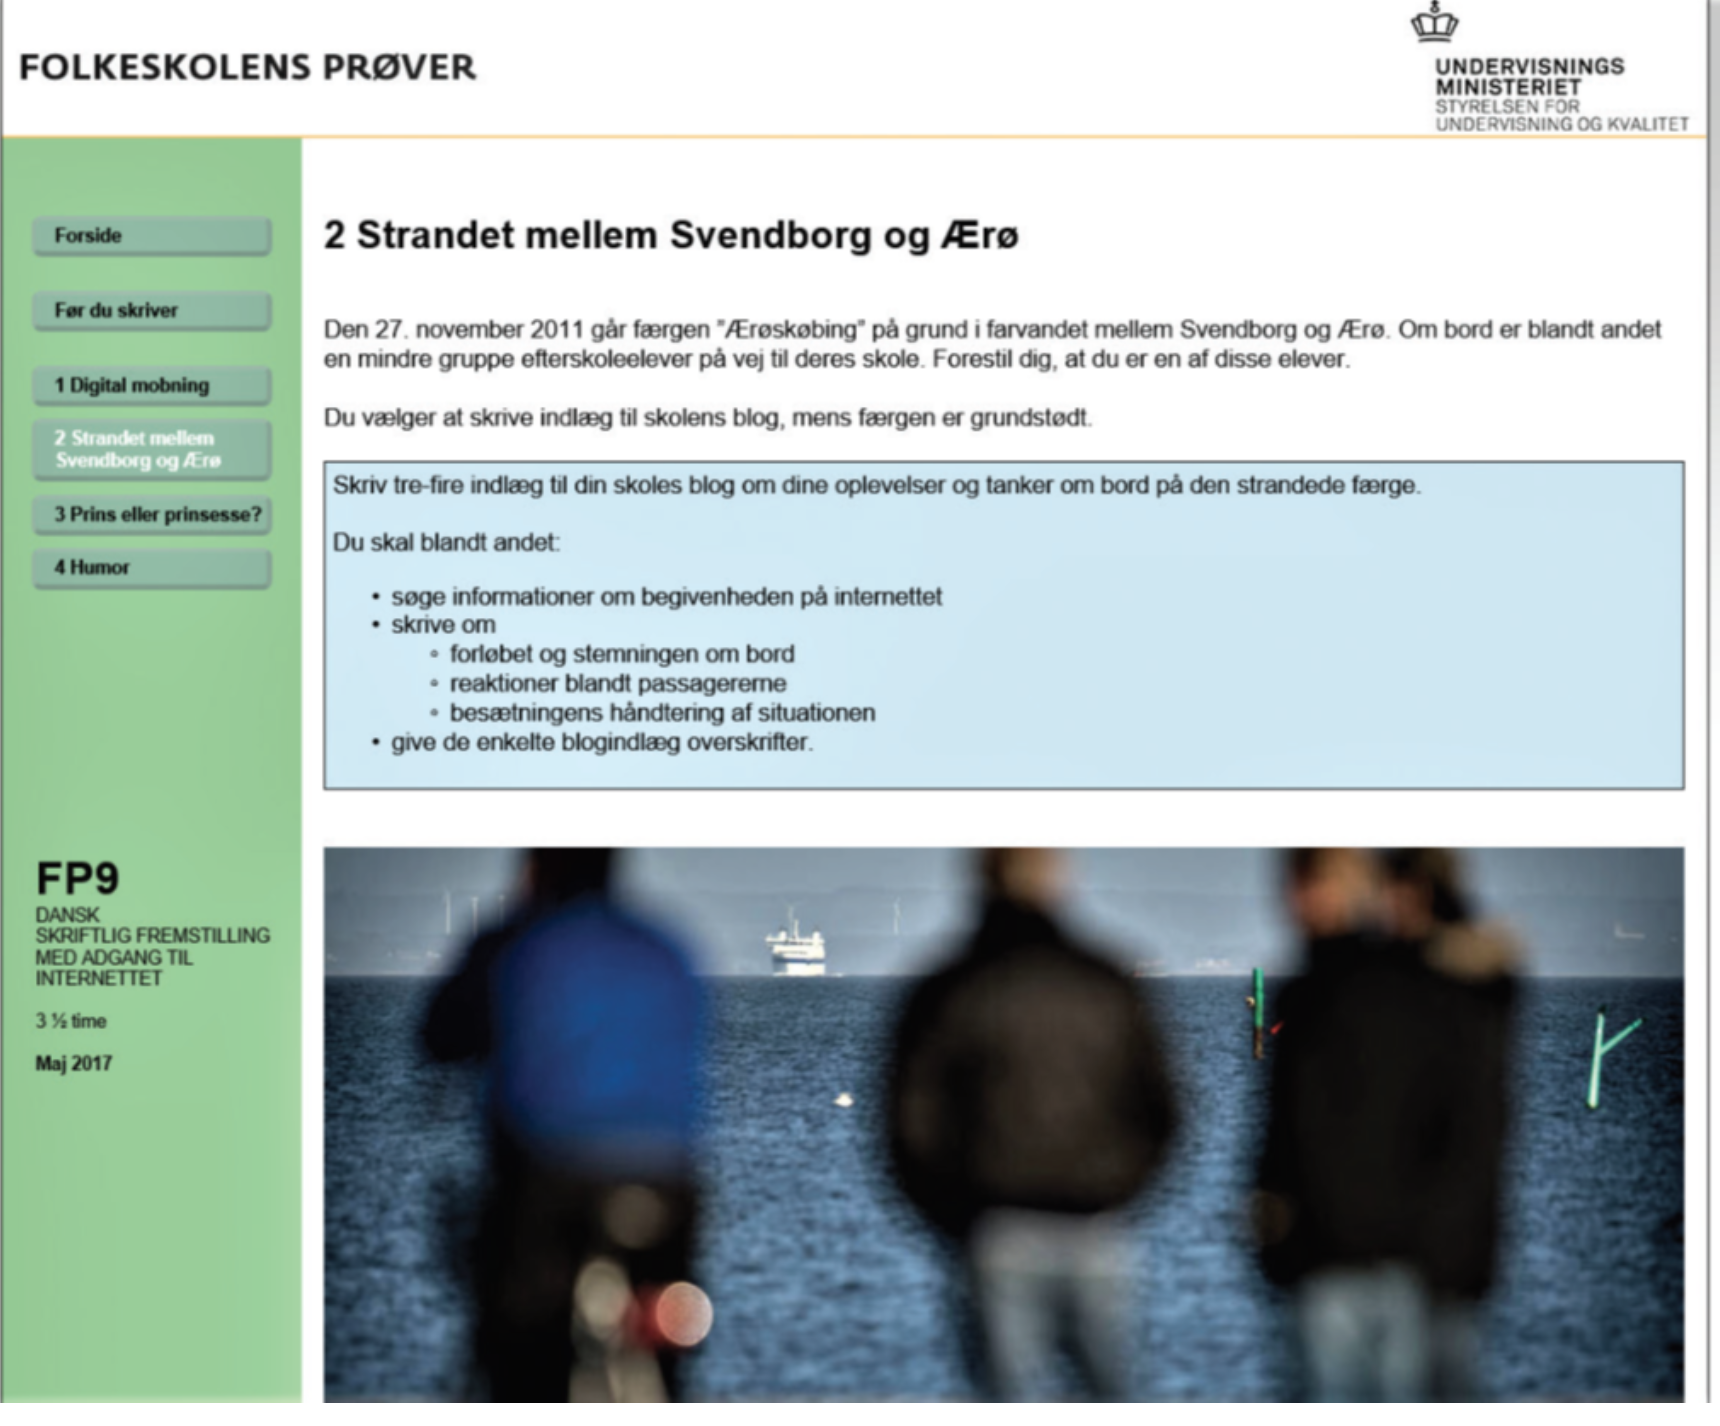 FOLKESKOLENS PRØVER
UNDERVISNINGS
MINISTERIET
STYRELSEN FOR
UNDERVISNING OG KVALITET
Forside
Før du skriver
1 Digital mobning
2 Strandet mellem
Svendborg og Ærø
3 Prins eller prinsesse?
4 Humor
FP9
DANSK
SKRIFTLIG FREMSTILLING
MED ADGANG TIL
INTERNETTET
3 ½ time
Maj 2017
2 Strandet mellem Svendborg og Ærø
Den 27. november 2011 går færgen "Ærøskøbing" på grund i farvandet mellem Svendborg og Ærø. Om bord er blandt andet
en mindre gruppe efterskoleelever på vej til deres skole. Forestil dig, at du er en af disse elever.
Du vælger at skrive indlæg til skolens blog, mens færgen er grundstødt.
Skriv tre-fire indlæg til din skoles blog om dine oplevelser og tanker om bord på den strandede færge.
Du skal blandt andet:
• søge informationer om begivenheden på internettet
• skrive om
◦ forløbet og stemningen om bord
◦ reaktioner blandt passagererne
◦ besætningens håndtering af situationen
• give de enkelte blogindlæg overskrifter.